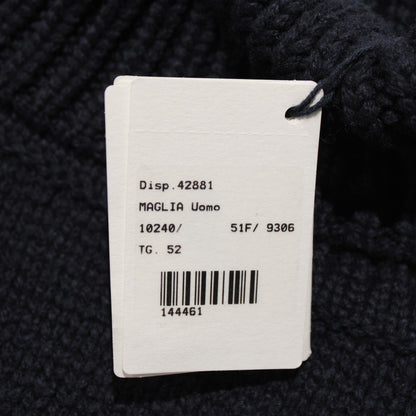 Disp.42881
MAGLIA Uomo
10240/ 51F/ 9306
TG. 52
144461